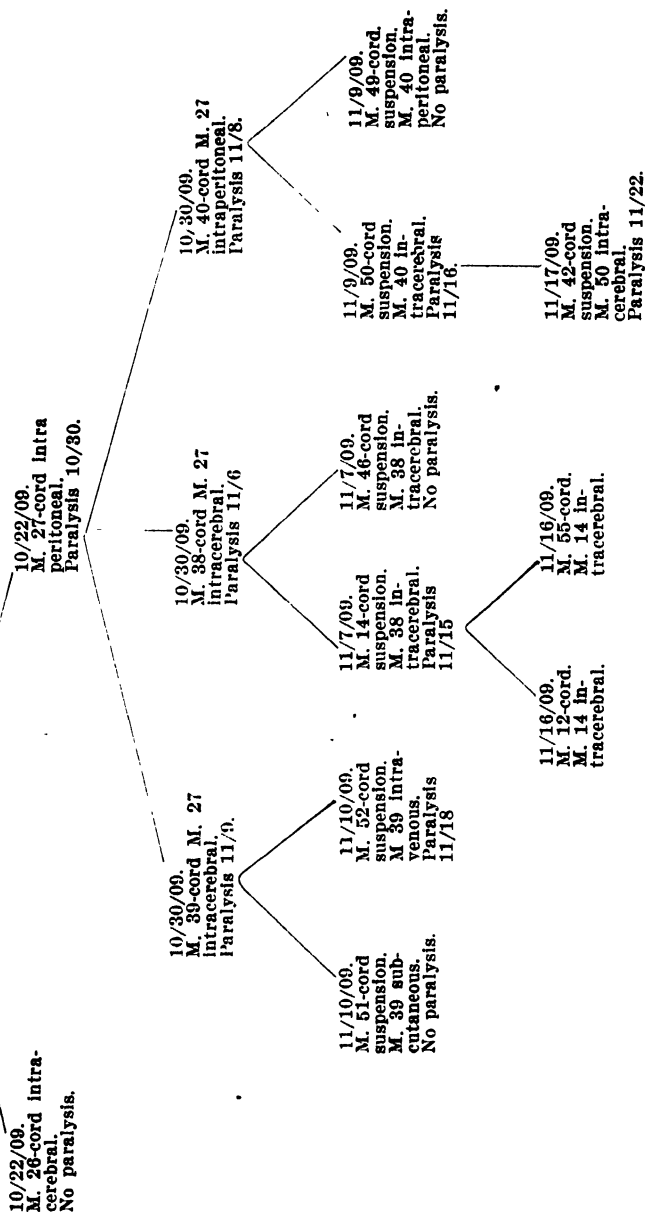 10/22/09.
M. 26-cord intra-
cerebral.
No paralysis.
10/22/09.
M. 27-cord intra
peritoneal.
Paralysis 10/30.
10/30/09.
M. 39-cord M. 27
intracerebral.
Paralysis 11/9.
10/30/09.
M. 38-cord M. 27
intracerebral.
Paralysis 11/6
10/30/09.
M. 40-cord M. 27
intraperitoneal.
Paralysis 11/8.
11/10/09.
M. 51-cord
suspension.
M. 39 sub-
cutaneous.
No paralysis.
11/10/09.
M. 52-cord
suspension.
M 39 intra-
venous.
Paralysis
11/18
11/7/09.
M. 14-cord
suspension.
M. 38 in-
tracerebral.
Paralysis
11/15
11/7/09.
M. 46-cord
suspension.
M. 38 in-
tracerebral.
No paralysis.
11/9/09.
M. 50-cord
suspension.
M. 40 in-
tracerebral.
Paralysis
11/16.
11/9/09.
M. 49-cord.
suspension.
M. 40 intra-
peritoneal.
No paralysis.
11/16/09.
M. 12-cord.
M. 14 in-
tracerebral.
11/16/09.
M. 55-cord.
M. 14 in-
tracerebral.
11/17/09.
M. 42-cord
suspension.
M. 50 intra-
cerebral.
Paralysis 11/22.